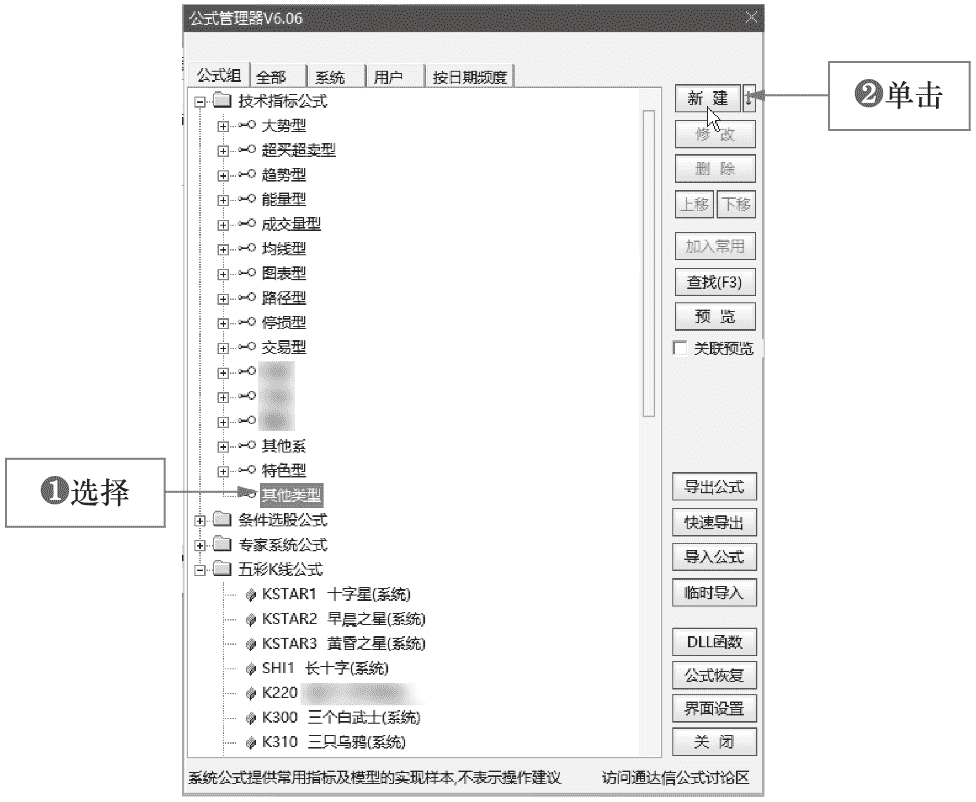 公式管理器V6.06
公式组 全部 系统 用户 按日期频度
技术指标公式
大势型
超买超卖型
趋势型
能量型
成交量型
均线型
图表型
路径型
停损型
交易型
其他系
特色型
其他类型
条件选股公式
专家系统公式
五彩K线公式
KSTAR1 十字星(系统)
KSTAR2 早晨之星(系统)
KSTAR3 黄昏之星(系统)
SHI1 长十字(系统)
K220
K300 三个白武士(系统)
K310 三只乌鸦(系统)
新 建
修 改
删 除
上移 下移
加入常用
查找(F3)
预 览
关联预览
导出公式
快速导出
导入公式
临时导入
DLL函数
公式恢复
界面设置
关 闭
系统公式提供常用指标及模型的实现样本,不表示操作建议 访问通达信公式讨论区
❶选择
❷单击